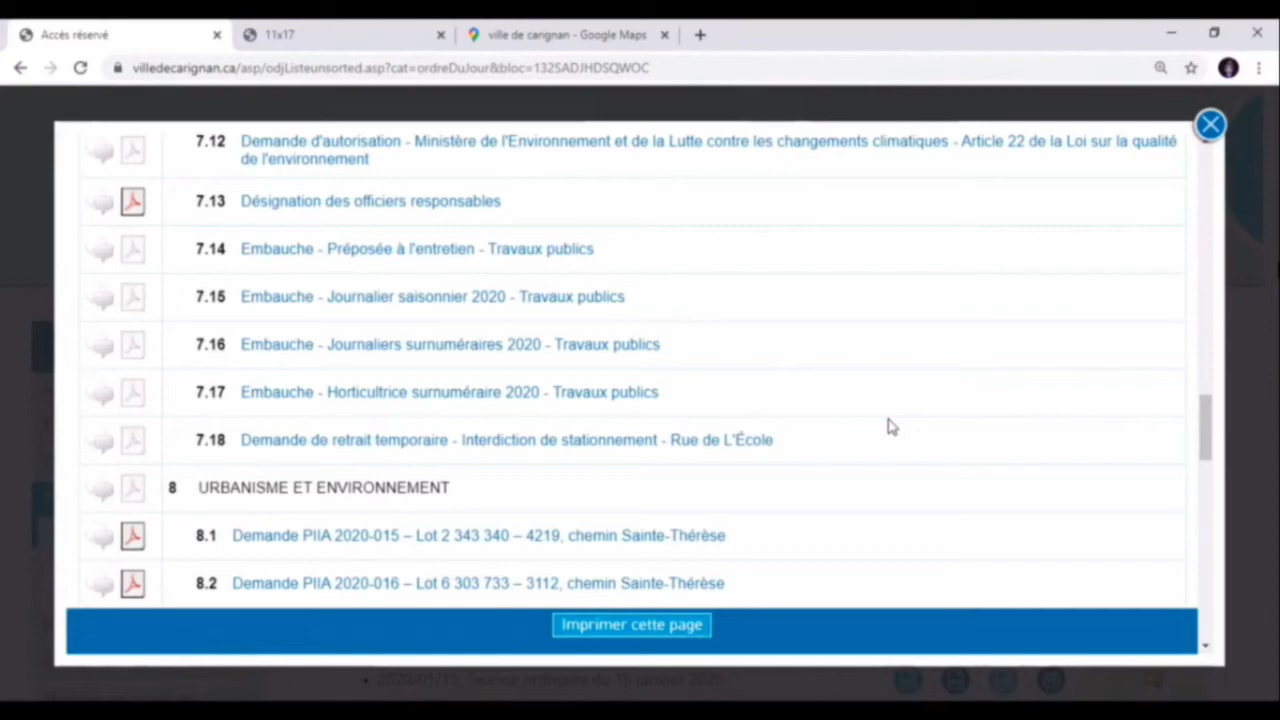 Accès réservé
11x17
ville de carignan - Google Maps
villedecarignan.ca/asp/odjListeunsorted.asp?cat=ordreDuJour&bloc=132SADJHDSQWOC
7.12 Demande d'autorisation - Ministère de l'Environnement et de la Lutte contre les changements climatiques - Article 22 de la Loi sur la qualité
de l'environnement
7.13 Désignation des officiers responsables
7.14 Embauche - Préposée à l'entretien - Travaux publics
7.15 Embauche - Journalier saisonnier 2020 - Travaux publics
7.16 Embauche - Journaliers surnuméraires 2020 - Travaux publics
7.17 Embauche - Horticultrice surnuméraire 2020 - Travaux publics
7.18 Demande de retrait temporaire - Interdiction de stationnement - Rue de L'École
8 URBANISME ET ENVIRONNEMENT
8.1 Demande PIIA 2020-015 – Lot 2 343 340 – 4219, chemin Sainte-Thérèse
8.2 Demande PIIA 2020-016 – Lot 6 303 733 – 3112, chemin Sainte-Thérèse
Imprimer cette page